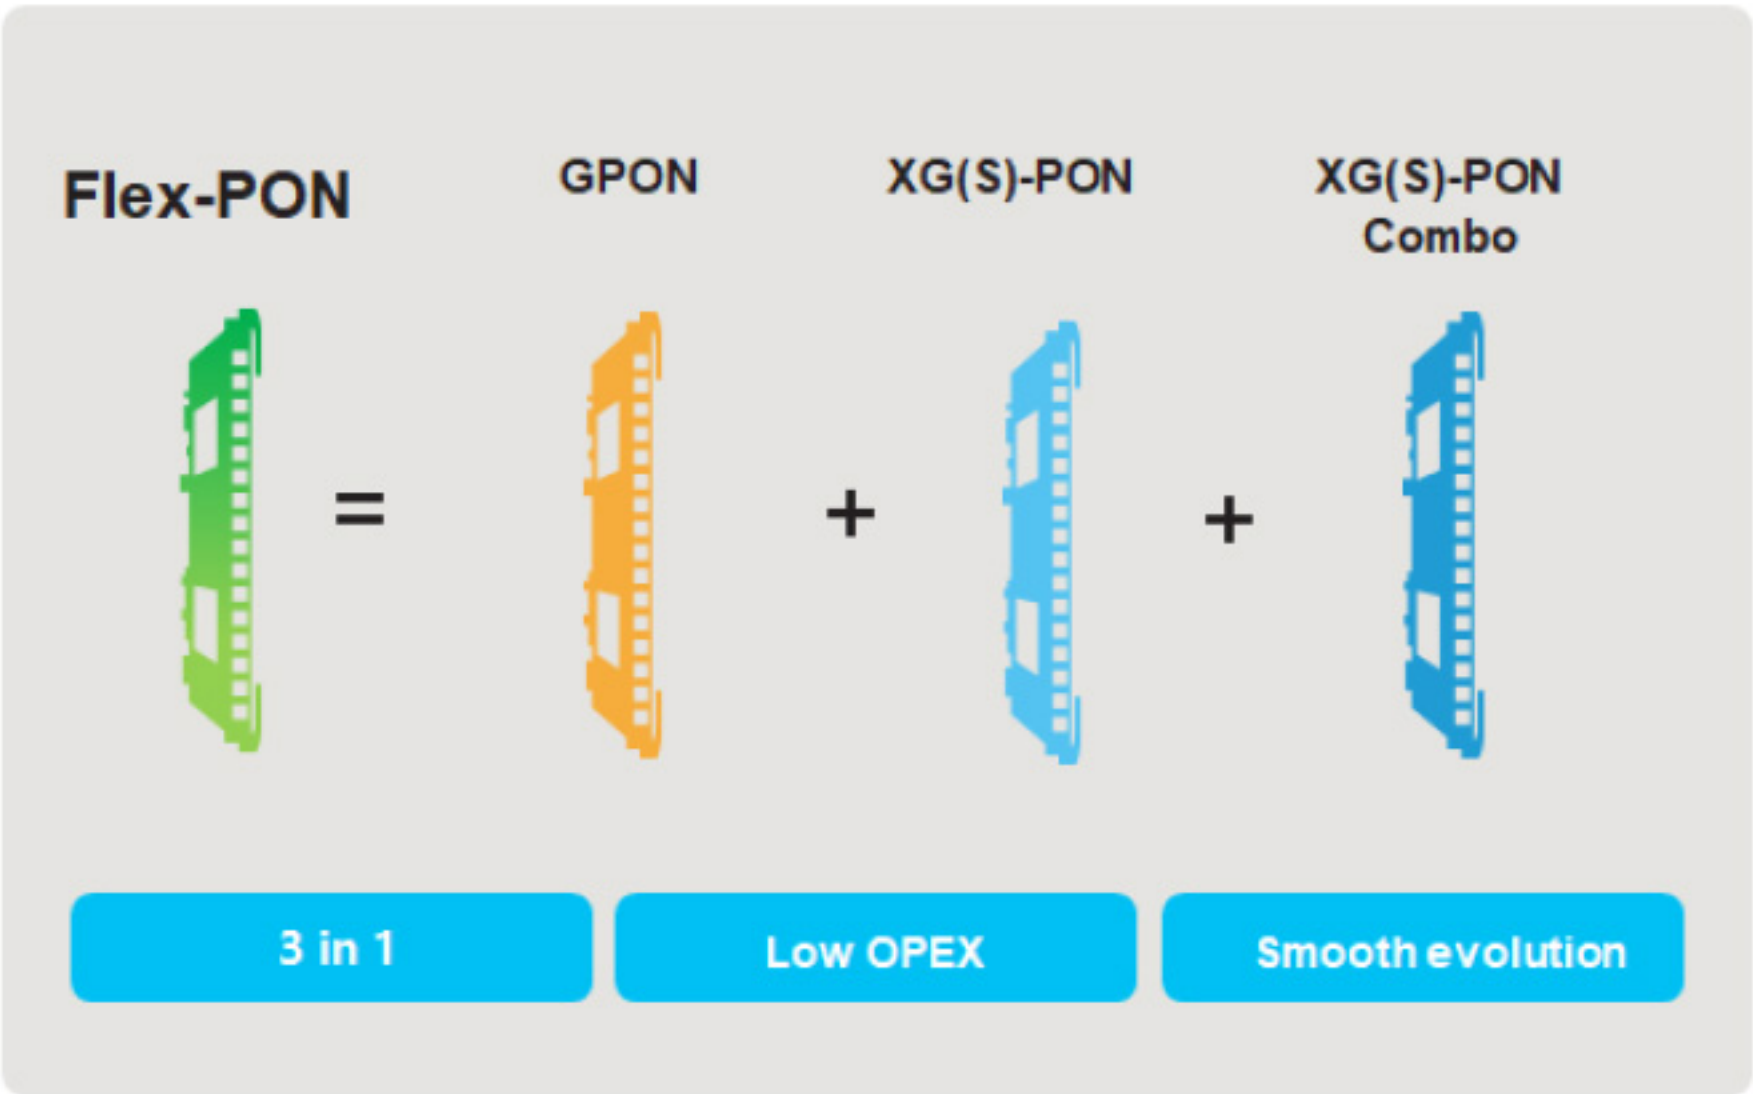 Flex-PON
GPON
XG(S)-PON
XG(S)-PON
Combo
=
+
+
3 in 1
Low OPEX
Smooth evolution